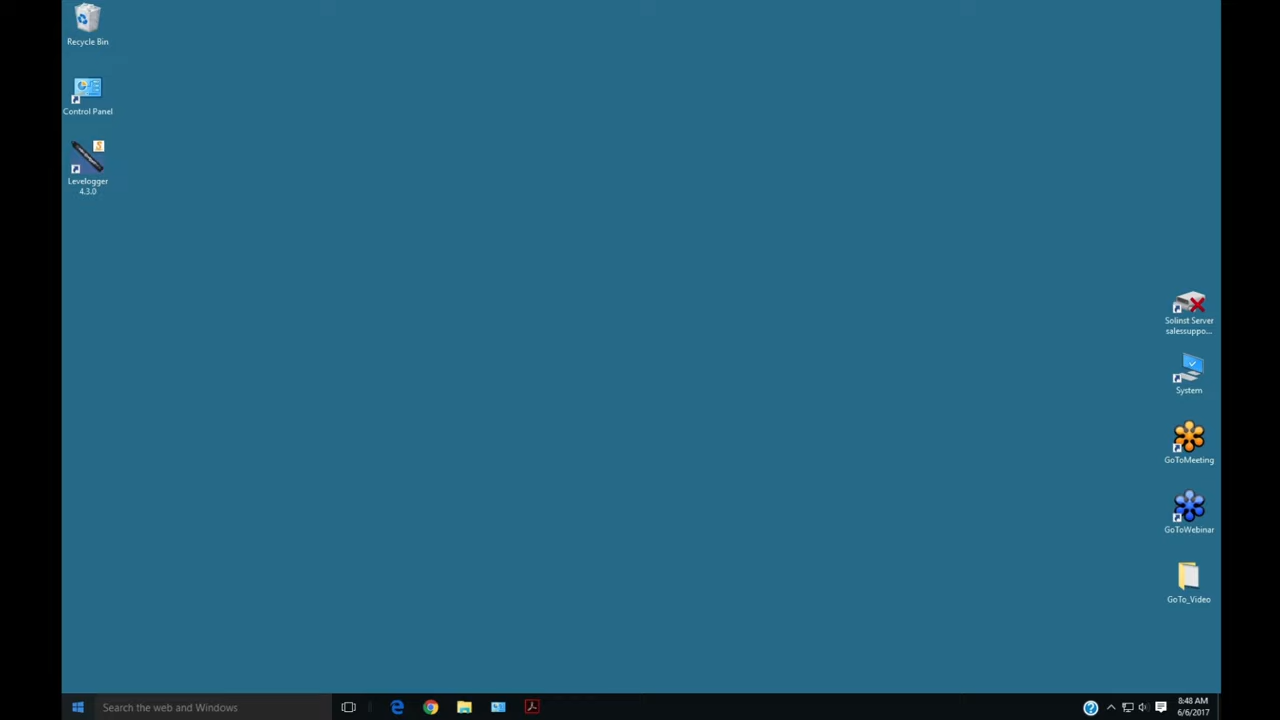 Recycle Bin
Control Panel
S
Levelogger
4.3.0
Solinst Server
salessuppo...
System
GoToMeeting
GoToWebinar
GoTo_Video
Search the web and Windows
8:48 AM
6/6/2017